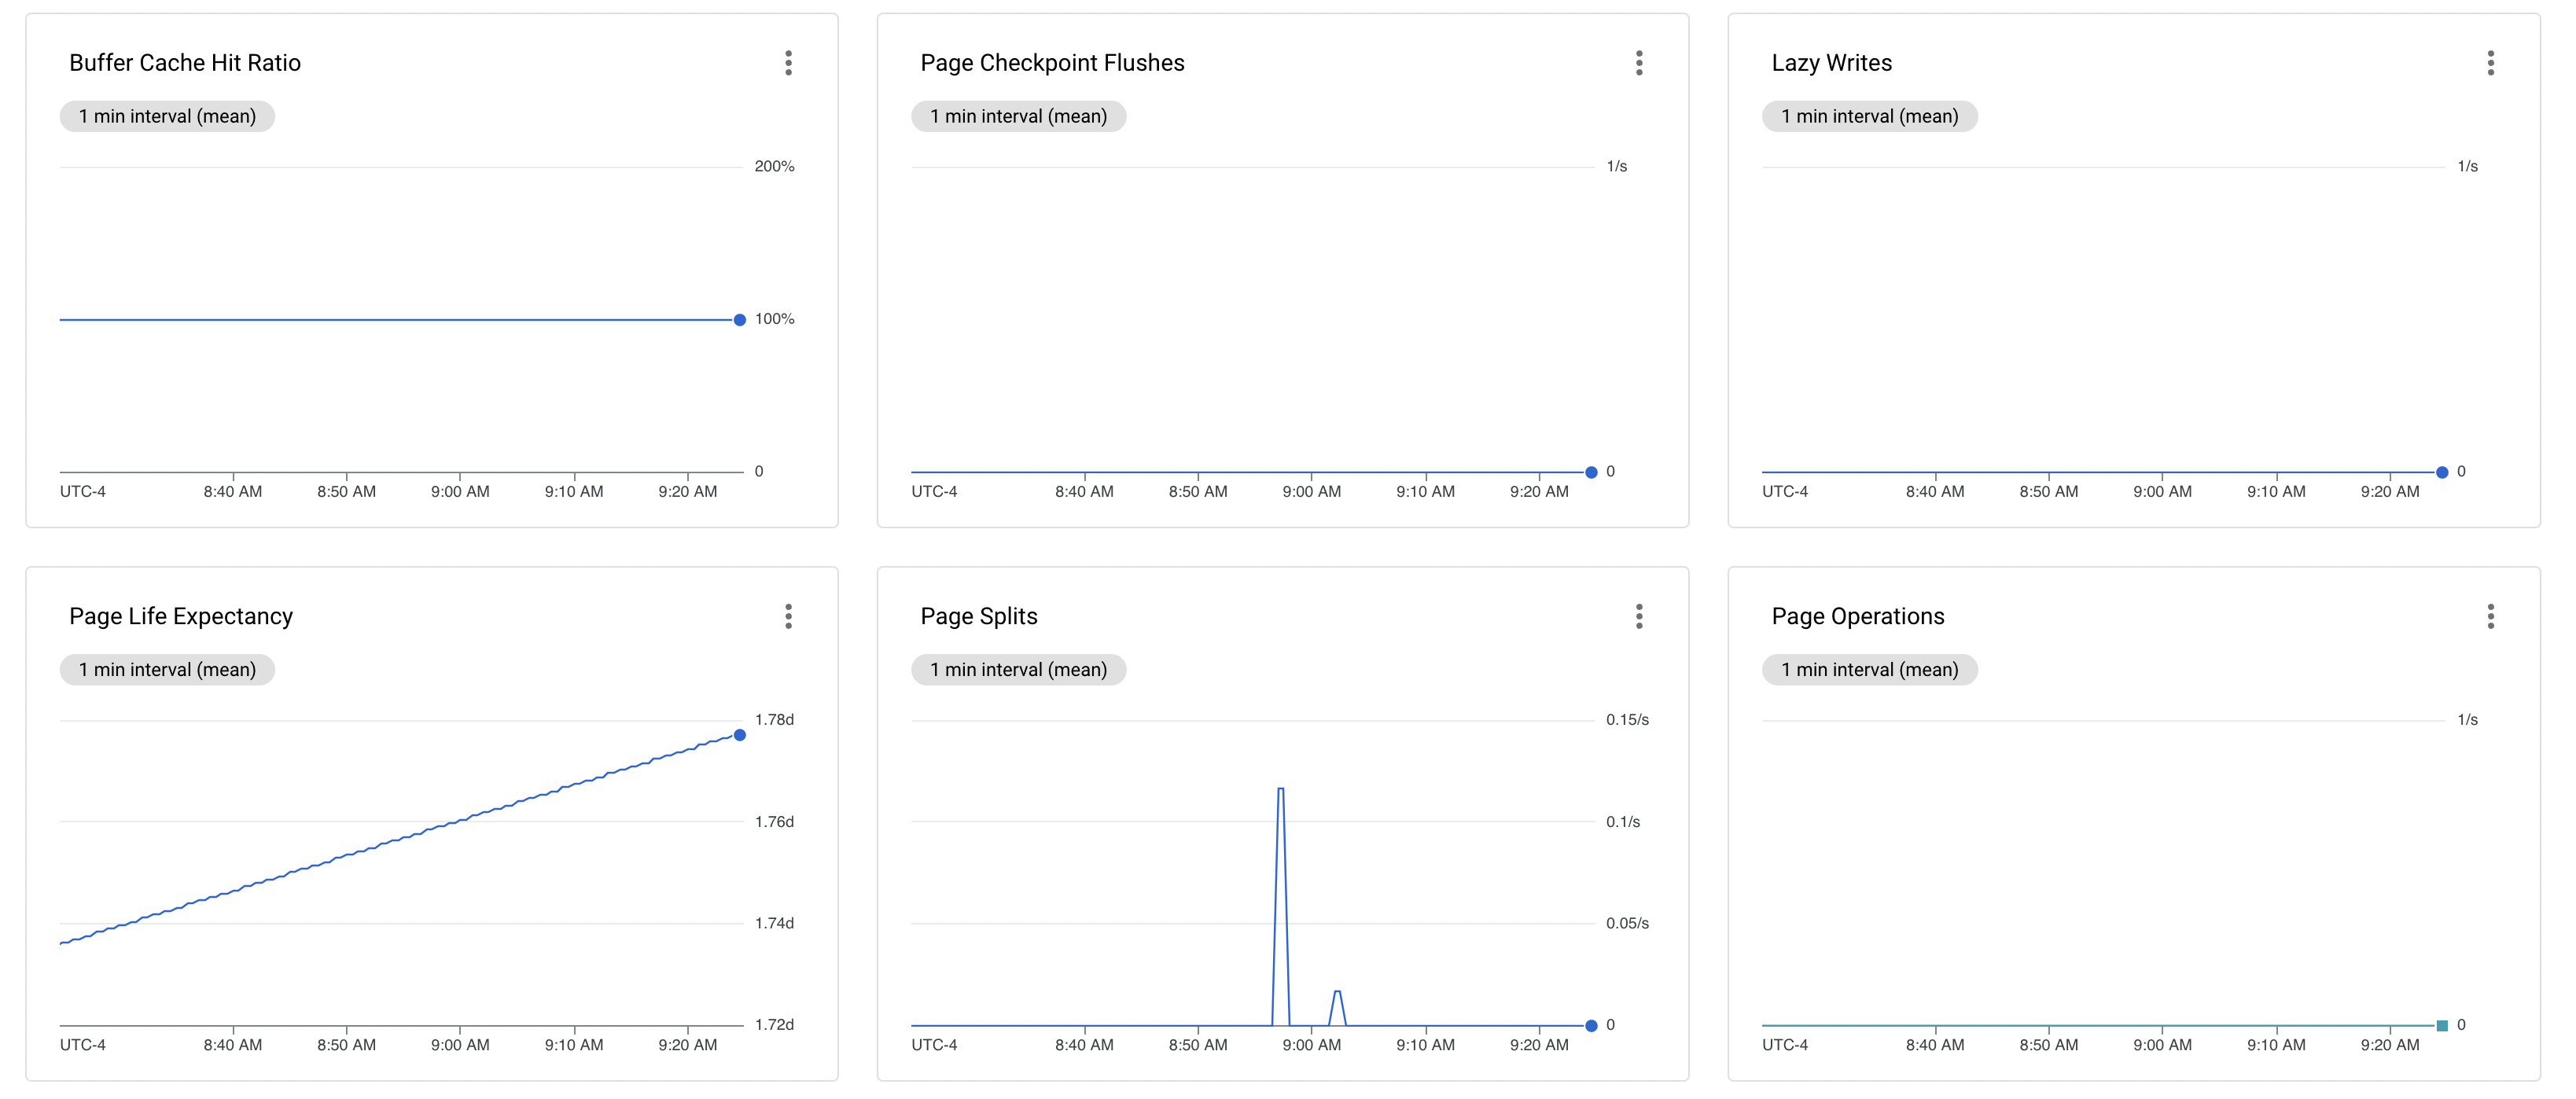 Buffer Cache Hit Ratio
1 min interval (mean)
200%
100%
0
UTC-4 8:40 AM 8:50 AM 9:00 AM 9:10 AM 9:20 AM
Page Checkpoint Flushes
1 min interval (mean)
1/s
0
UTC-4 8:40 AM 8:50 AM 9:00 AM 9:10 AM 9:20 AM
Lazy Writes
1 min interval (mean)
1/s
0
UTC-4 8:40 AM 8:50 AM 9:00 AM 9:10 AM 9:20 AM
Page Life Expectancy
1 min interval (mean)
1.78d
1.76d
1.74d
1.72d
UTC-4 8:40 AM 8:50 AM 9:00 AM 9:10 AM 9:20 AM
Page Splits
1 min interval (mean)
0.15/s
0.1/s
0.05/s
0
UTC-4 8:40 AM 8:50 AM 9:00 AM 9:10 AM 9:20 AM
Page Operations
1 min interval (mean)
1/s
0
UTC-4 8:40 AM 8:50 AM 9:00 AM 9:10 AM 9:20 AM